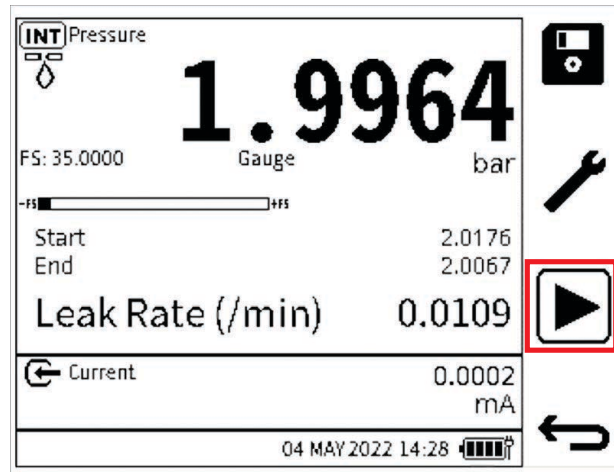 INT Pressure
1.9964
FS: 35.0000 Gauge bar
-FS +FS
Start 2.0176
End 2.0067
Leak Rate (/min) 0.0109
Current 0.0002
mA
04 MAY 2022 14:28